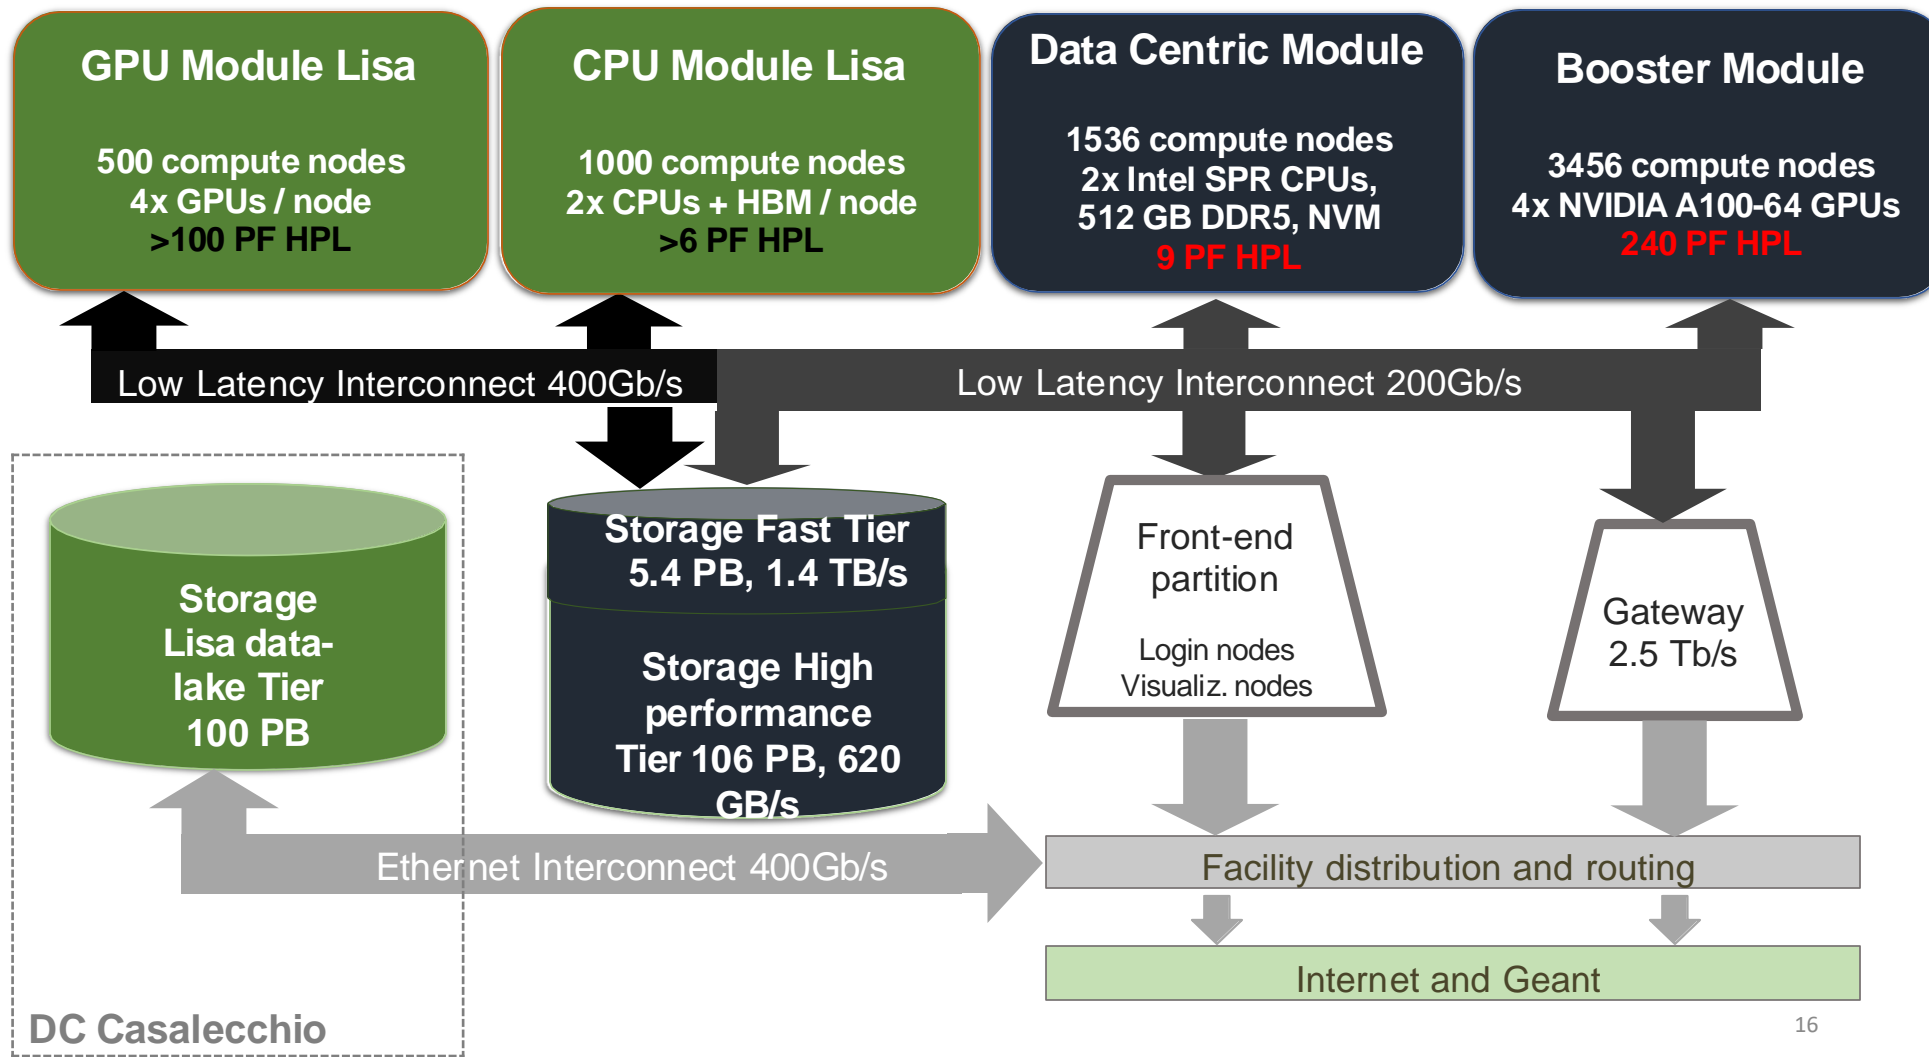 GPU Module Lisa
500 compute nodes
4x GPUs / node
>100 PF HPL
CPU Module Lisa
1000 compute nodes
2x CPUs + HBM / node
>6 PF HPL
Data Centric Module
1536 compute nodes
2x Intel SPR CPUs,
512 GB DDR5, NVM
9 PF HPL
Booster Module
3456 compute nodes
4x NVIDIA A100-64 GPUs
240 PF HPL
Low Latency Interconnect 400Gb/s
Low Latency Interconnect 200Gb/s
Storage
Lisa data-
lake Tier
100 PB
Storage Fast Tier
5.4 PB, 1.4 TB/s
Storage High
performance
Tier 106 PB, 620
GB/s
Front-end
partition
Login nodes
Visualiz. nodes
Gateway
2.5 Tb/s
Ethernet Interconnect 400Gb/s
Facility distribution and routing
Internet and Geant
DC Casalecchio
16